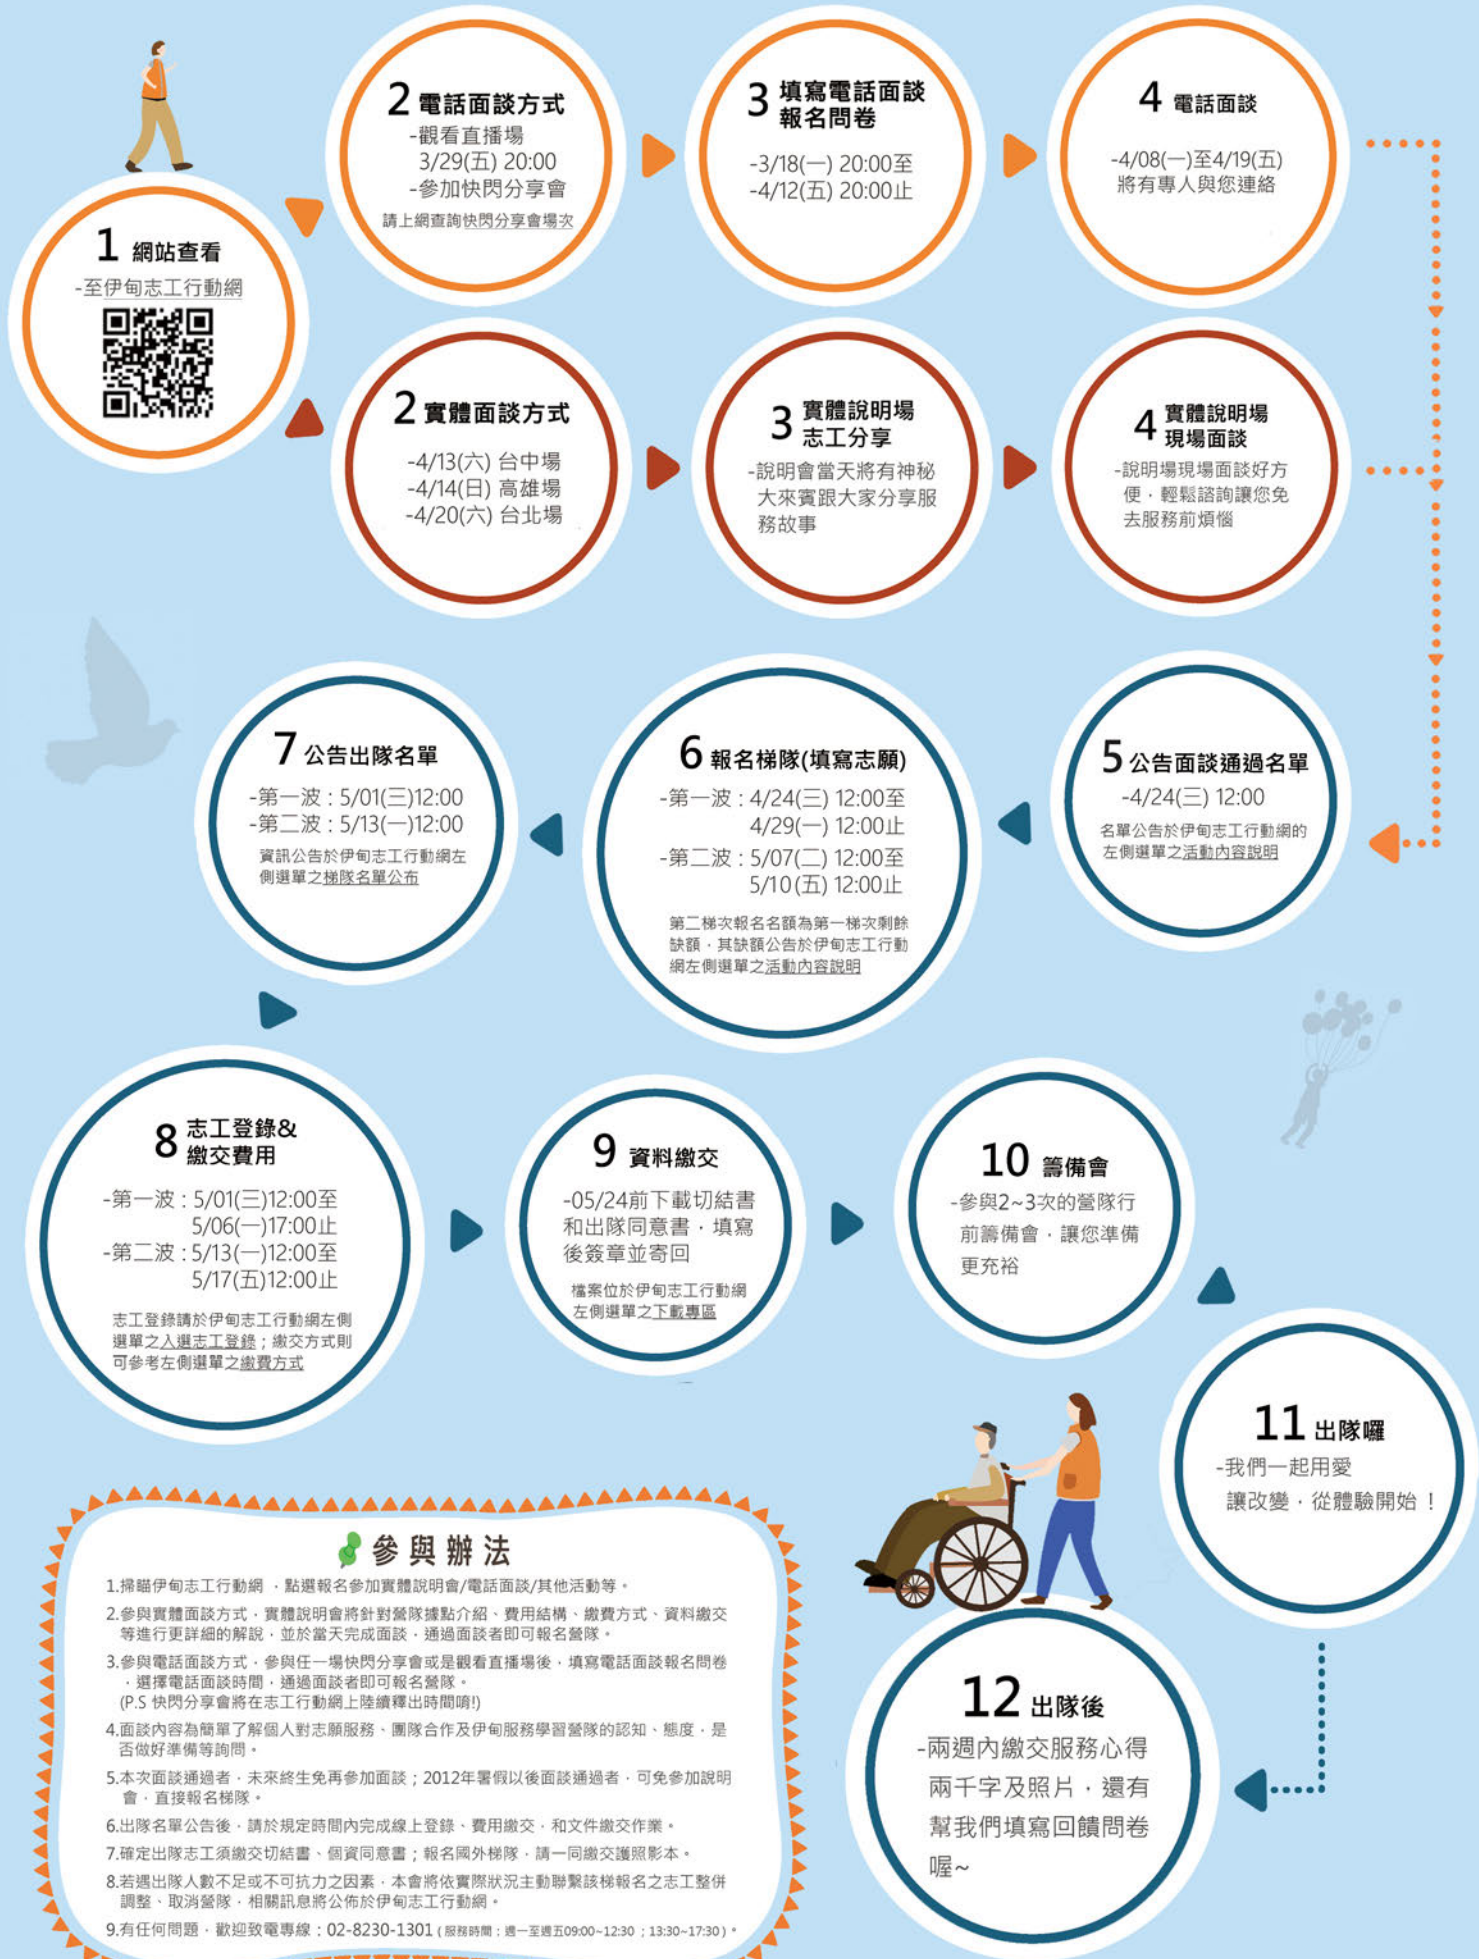 1 網站查看
-至伊甸志工行動網
2 電話面談方式
-觀看直播場
3/29(五) 20:00
-參加快閃分享會
請上網查詢快閃分享會場次
3 填寫電話面談
報名問卷
-3/18(一) 20:00至
-4/12(五) 20:00止
4 電話面談
-4/08(一)至4/19(五)
將有專人與您連絡
2 實體面談方式
-4/13(六) 台中場
-4/14(日) 高雄場
-4/20(六) 台北場
3 實體說明場
志工分享
-說明會當天將有神秘
大來賓跟大家分享服
務故事
4 實體說明場
現場面談
-說明場現場面談好方
便，輕鬆諮詢讓您免
去服務前煩惱
5 公告面談通過名單
-4/24(三) 12:00
名單公告於伊甸志工行動網的
左側選單之活動內容說明
6 報名梯隊(填寫志願)
-第一波：4/24(三) 12:00至
4/29(一) 12:00止
-第二波：5/07(二) 12:00至
5/10(五) 12:00止
第二梯次報名名額為第一梯次剩餘
缺額，其缺額公告於伊甸志工行動
網左側選單之活動內容說明
7 公告出隊名單
-第一波：5/01(三)12:00
-第二波：5/13(一)12:00
資訊公告於伊甸志工行動網左
側選單之梯隊名單公布
8 志工登錄&
繳交費用
-第一波：5/01(三)12:00至
5/06(一)17:00止
-第二波：5/13(一)12:00至
5/17(五)12:00止
志工登錄請於伊甸志工行動網左側
選單之入選志工登錄；繳交方式則
可參考左側選單之繳費方式
9 資料繳交
-05/24前下載切結書
和出隊同意書，填寫
後簽章並寄回
檔案位於伊甸志工行動網
左側選單之下載專區
10 籌備會
-參與2~3次的營隊行
前籌備會，讓您準備
更充裕
11 出隊囉
-我們一起用愛
讓改變，從體驗開始！
12 出隊後
-兩週內繳交服務心得
兩千字及照片，還有
幫我們填寫回饋問卷
喔~
參與辦法
1.掃瞄伊甸志工行動網 ，點選報名參加實體說明會/電話面談/其他活動等。
2.參與實體面談方式，實體說明會將針對營隊據點介紹、費用結構、繳費方式、資料繳交
等進行更詳細的解說，並於當天完成面談，通過面談者即可報名營隊。
3.參與電話面談方式，參與任一場快閃分享會或是觀看直播場後，填寫電話面談報名問卷
，選擇電話面談時間，通過面談者即可報名營隊。
(P.S 快閃分享會將在志工行動網上陸續釋出時間唷!)
4.面談內容為簡單了解個人對志願服務、團隊合作及伊甸服務學習營隊的認知、態度，是
否做好準備等詢問。
5.本次面談通過者，未來終生免再參加面談；2012年暑假以後面談通過者，可免參加說明
會，直接報名梯隊。
6.出隊名單公告後，請於規定時間內完成線上登錄、費用繳交，和文件繳交作業。
7.確定出隊志工須繳交切結書、個資同意書；報名國外梯隊，請一同繳交護照影本。
8.若遇出隊人數不足或不可抗力之因素，本會將依實際狀況主動聯繫該梯報名之志工整併
調整、取消營隊，相關訊息將公佈於伊甸志工行動網。
9.有任何問題，歡迎致電專線：02-8230-1301 ( 服務時間：週一至週五09:00~12:30 ；13:30~17:30 ) 。